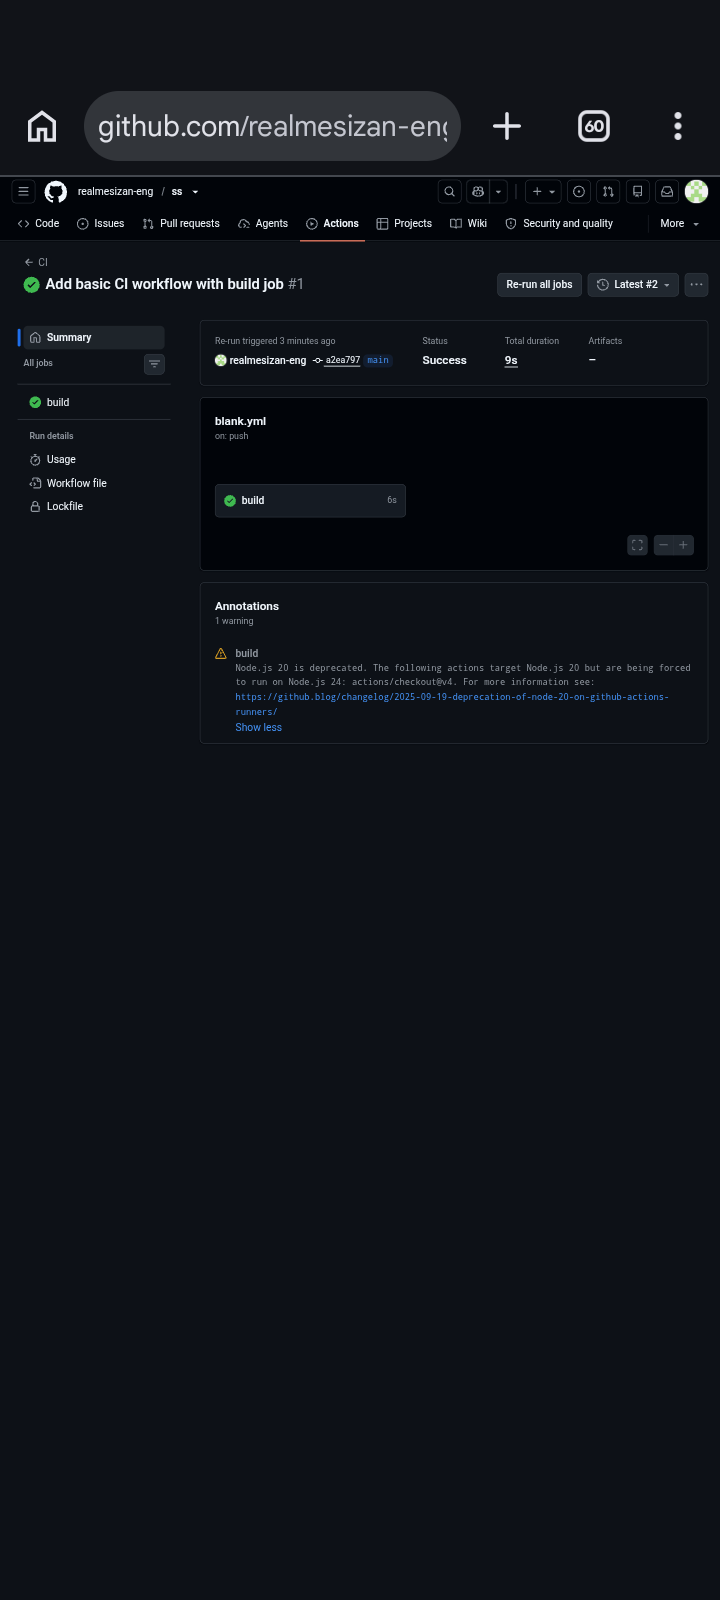 github.com/realmesizan-eng
60
realmesizan-eng / ss
Code Issues Pull requests Agents Actions Projects Wiki Security and quality More
CI
Add basic CI workflow with build job #1
Re-run all jobs
Latest #2
Summary
All jobs
build
Run details
Usage
Workflow file
Lockfile
Re-run triggered 3 minutes ago
realmesizan-eng a2ea797 main
Status
Success
Total duration
9s
Artifacts
–
blank.yml
on: push
build 6s
Annotations
1 warning
build
Node.js 20 is deprecated. The following actions target Node.js 20 but are being forced
to run on Node.js 24: actions/checkout@v4. For more information see:
https://github.blog/changelog/2025-09-19-deprecation-of-node-20-on-github-actions-
runners/
Show less